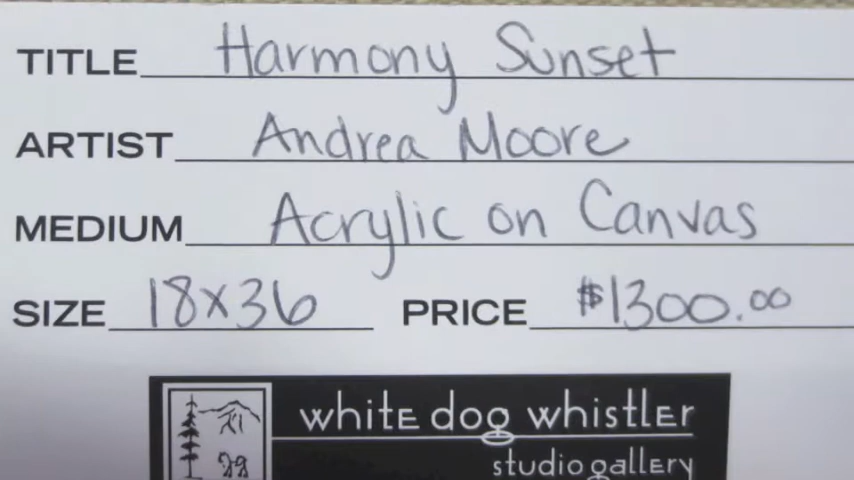 TITLE Harmony Sunset
ARTIST Andrea Moore
MEDIUM Acrylic on Canvas
SIZE 18x36 PRICE $1300.00
white dog whistler
studio gallery